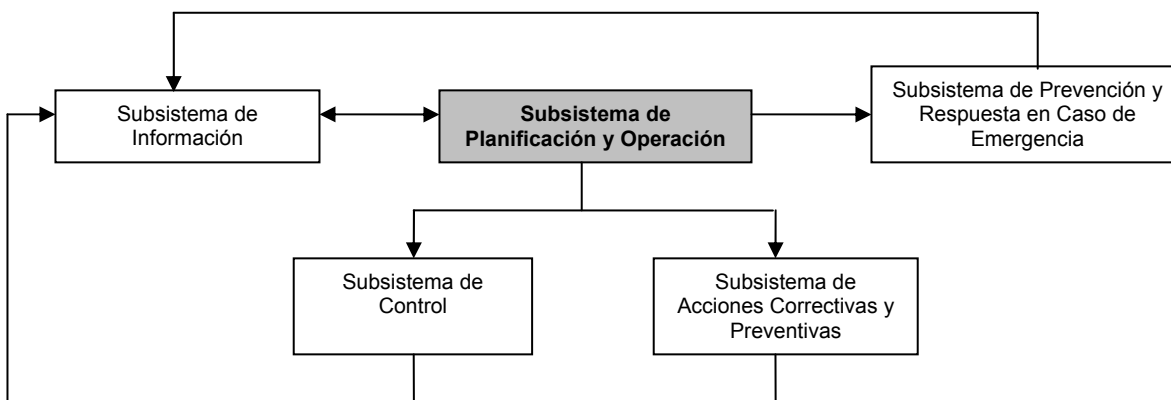 Subsistema de
Información
Subsistema de
Planificación y Operación
Subsistema de Prevención y
Respuesta en Caso de
Emergencia
Subsistema de
Control
Subsistema de
Acciones Correctivas y
Preventivas